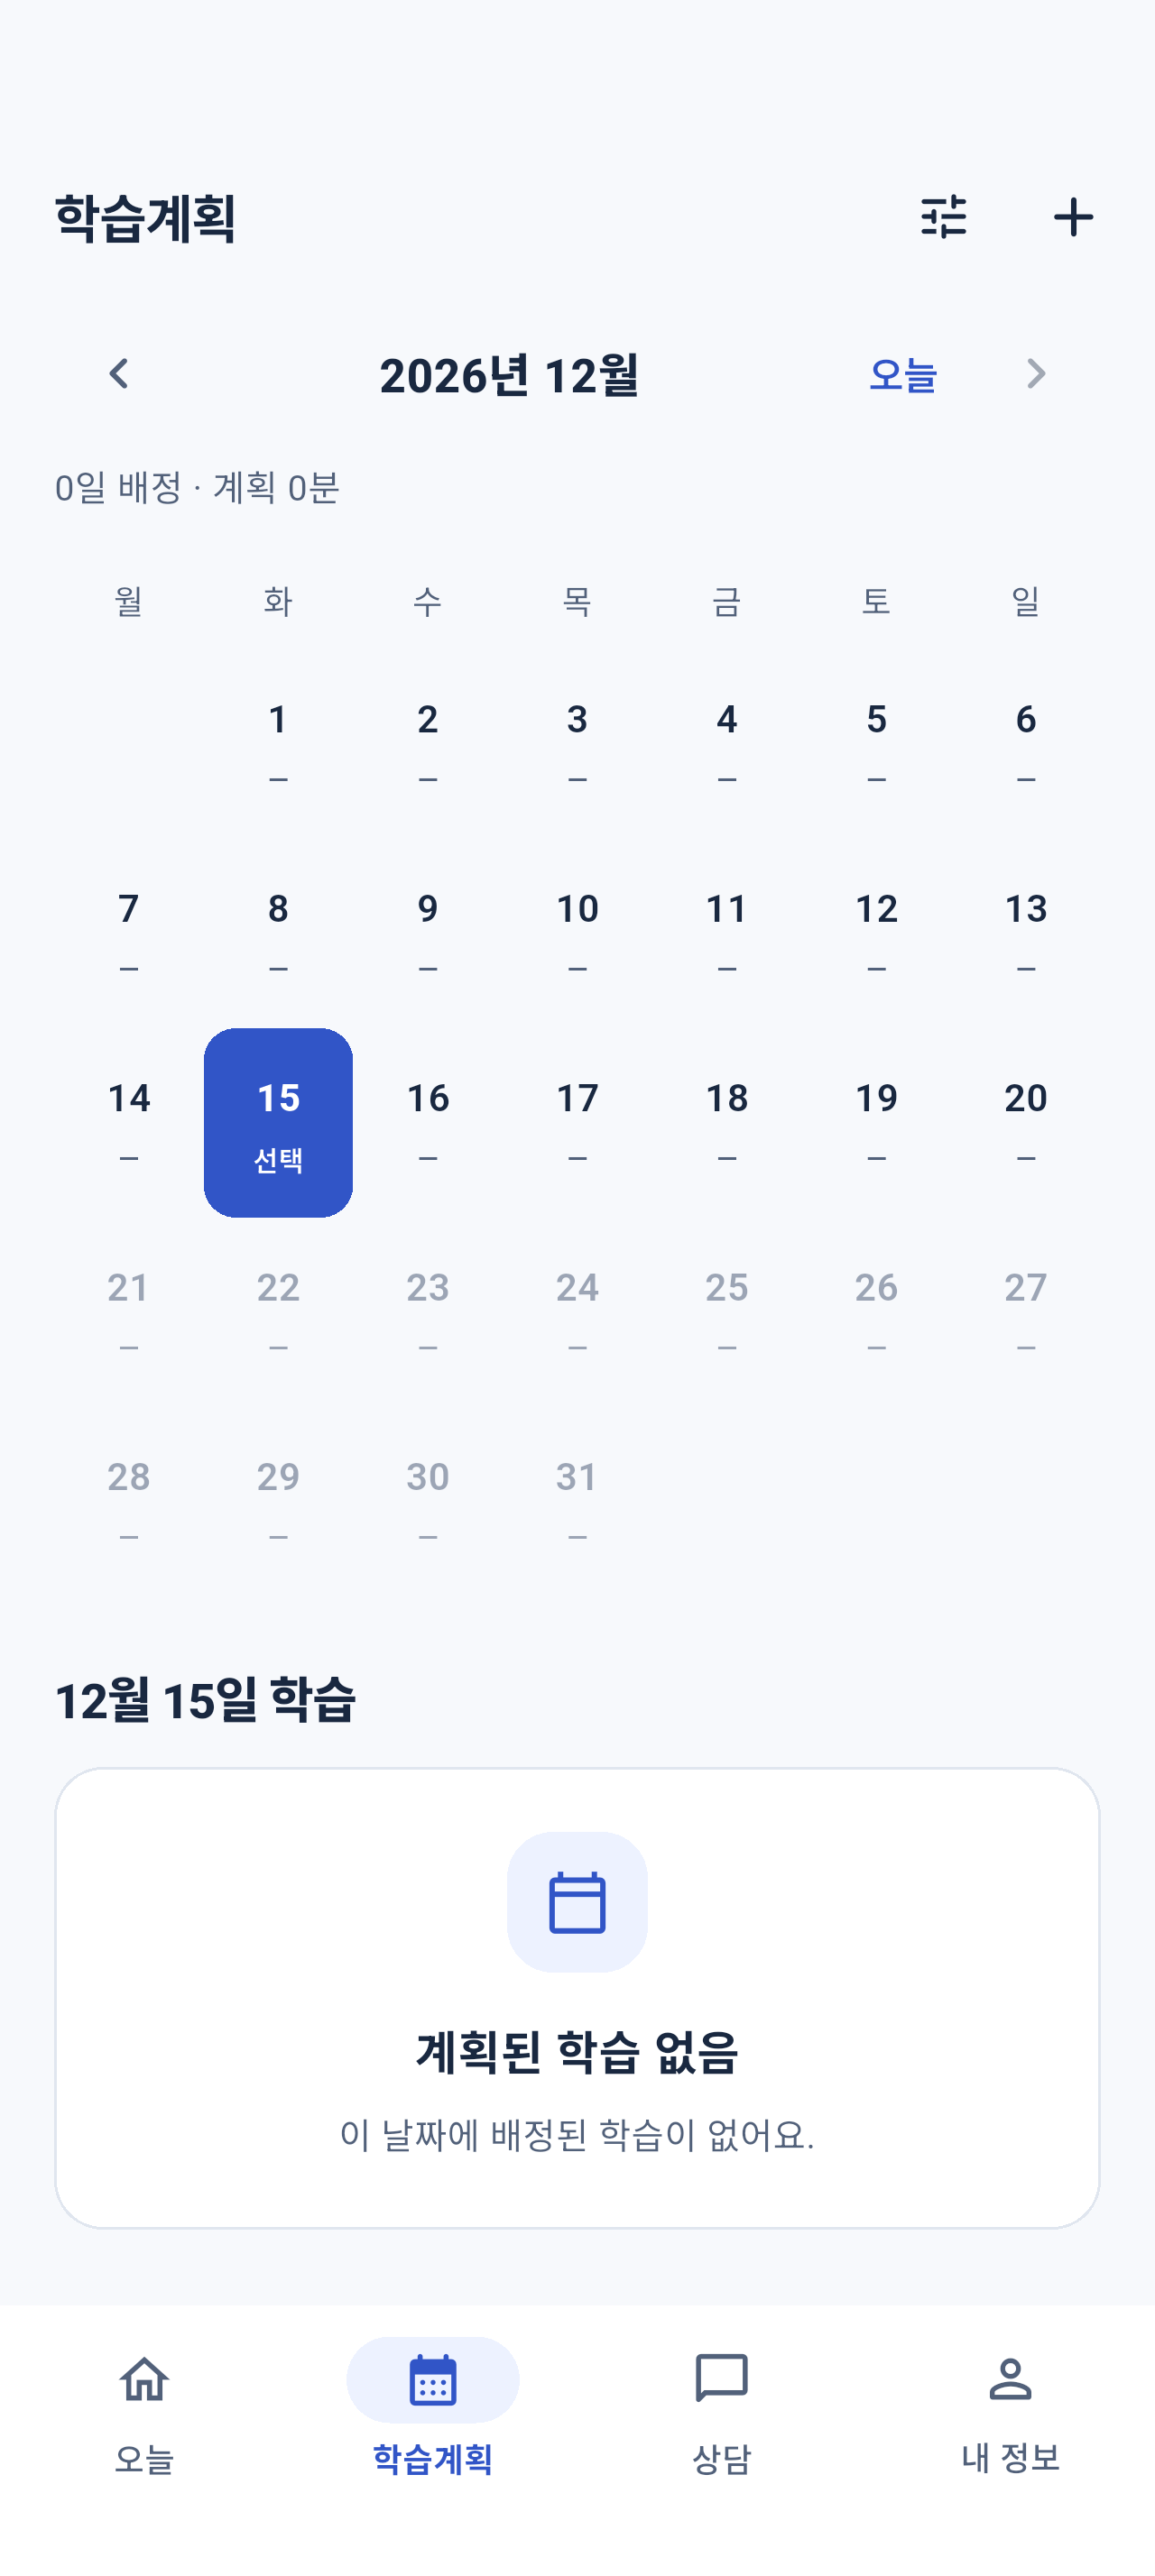 학습계획
2026년 12월 오늘
0일 배정 · 계획 0분
월 화 수 목 금 토 일
1 2 3 4 5 6
– – – – – –
7 8 9 10 11 12 13
– – – – – – –
14 15 16 17 18 19 20
– 선택 – – – – –
21 22 23 24 25 26 27
– – – – – – –
28 29 30 31
– – – –
12월 15일 학습
계획된 학습 없음
이 날짜에 배정된 학습이 없어요.
오늘 학습계획 상담 내 정보